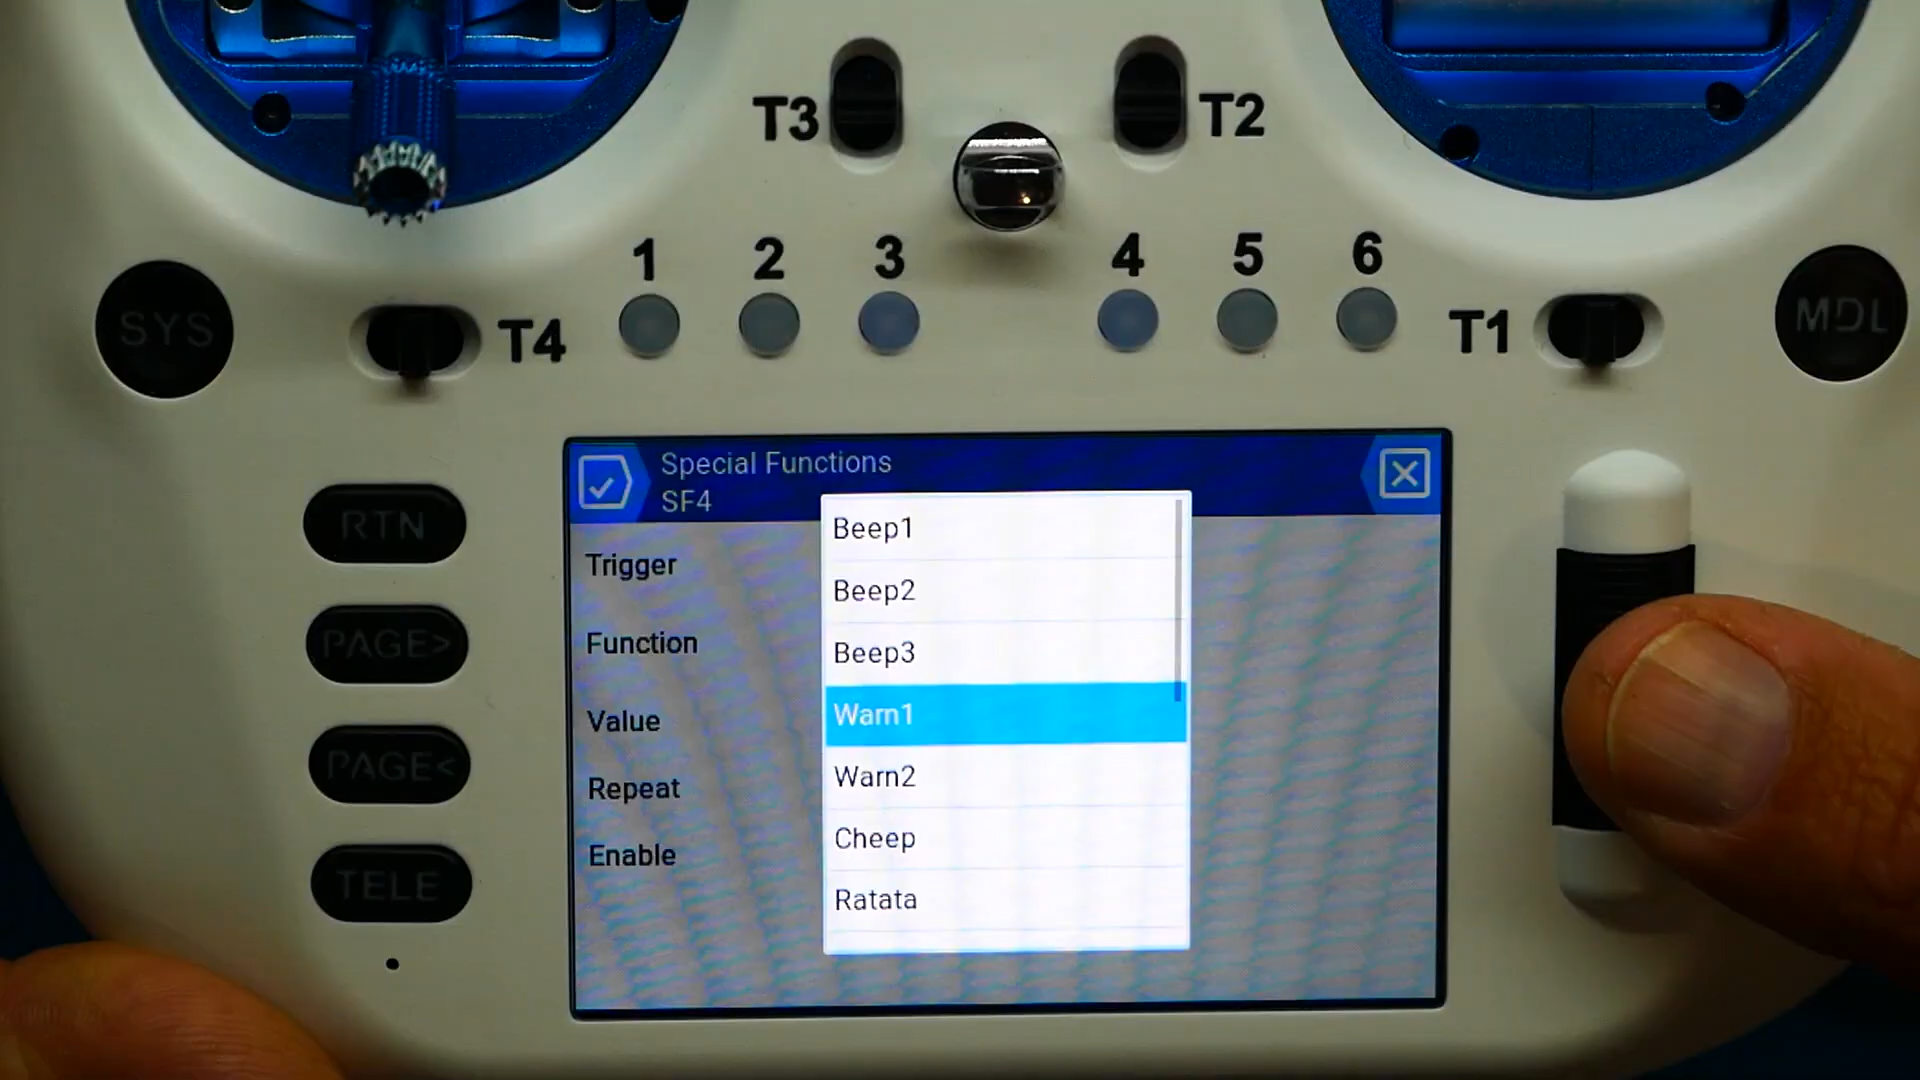 T3
T2
1
2
3
4
5
6
SYS
T4
T1
MDL
Special Functions
SF4
RTN
PAGE>
PAGE<
TELE
Trigger
Function
Value
Repeat
Enable
Beep1
Beep2
Beep3
Warn1
Warn2
Cheep
Ratata